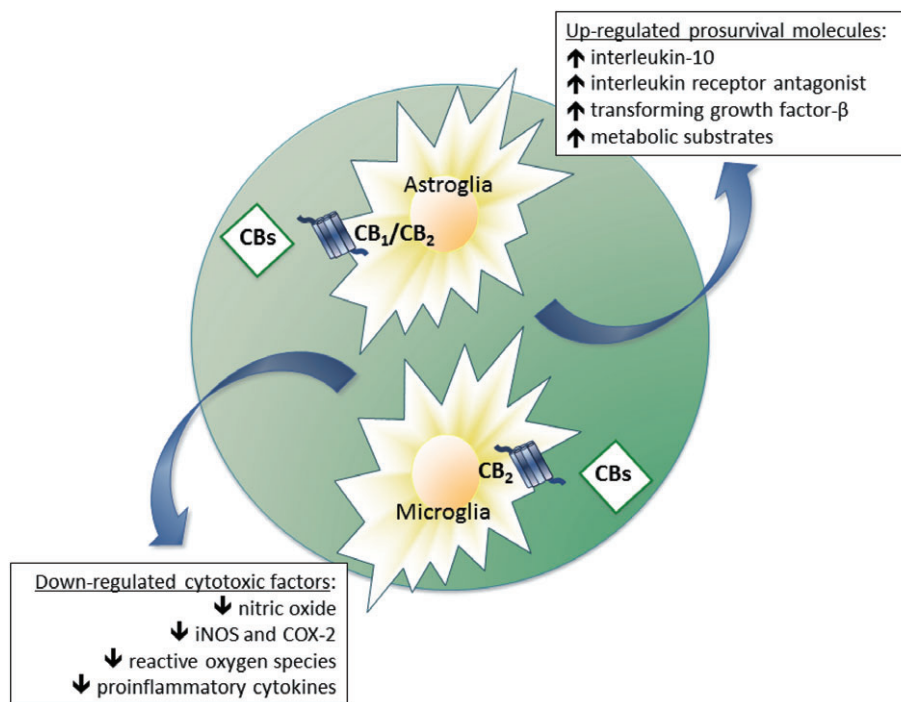 Up-regulated prosurvival molecules:
↑ interleukin-10
↑ interleukin receptor antagonist
↑ transforming growth factor-β
↑ metabolic substrates
Astroglia
CBs
CB₁/CB₂
CB₂
CBs
Microglia
Down-regulated cytotoxic factors:
↓ nitric oxide
↓ iNOS and COX-2
↓ reactive oxygen species
↓ proinflammatory cytokines